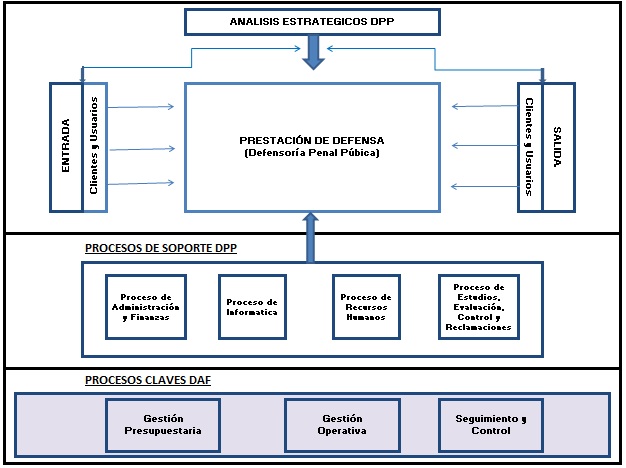 ANALISIS ESTRATEGICOS DPP
ENTRADA
Clientes y Usuarios
PRESTACIÓN DE DEFENSA
(Defensoría Penal Púbica)
Clientes y Usuarios
SALIDA
PROCESOS DE SOPORTE DPP
Proceso de
Administración
y Finanzas
Proceso de
Informatica
Proceso de
Recursos
Humanos
Proceso de
Estudios,
Evaluación,
Control y
Reclamaciones
PROCESOS CLAVES DAF
Gestión
Presupuestaria
Gestión
Operativa
Seguimiento y
Control